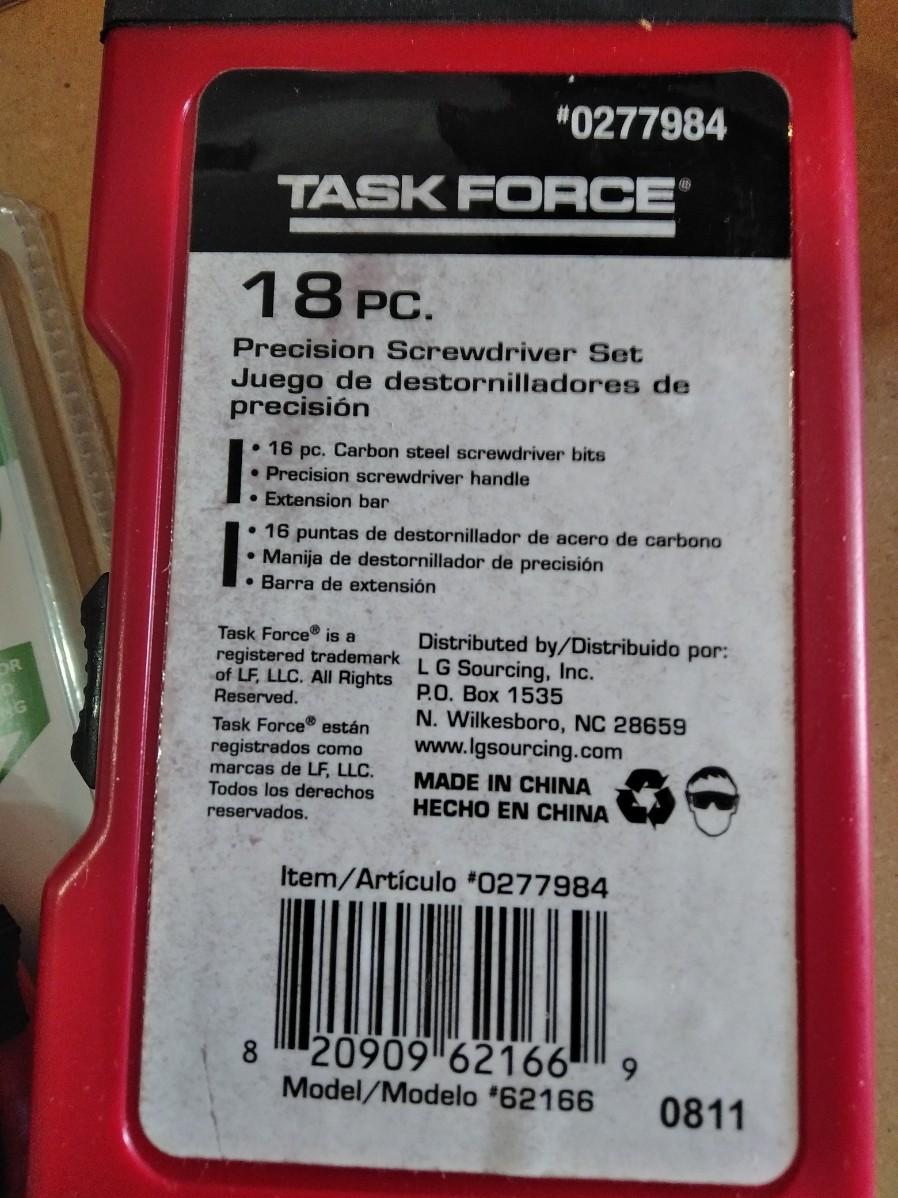 #0277984
TASK FORCE®
18 PC.
Precision Screwdriver Set
Juego de destornilladores de
precisión
• 16 pc. Carbon steel screwdriver bits
• Precision screwdriver handle
• Extension bar
• 16 puntas de destornillador de acero de carbono
• Manija de destornillador de precisión
• Barra de extensión
Task Force® is a
registered trademark
of LF, LLC. All Rights
Reserved.
Task Force® están
registrados como
marcas de LF, LLC.
Todos los derechos
reservados.
Distributed by/Distribuido por:
L G Sourcing, Inc.
P.O. Box 1535
N. Wilkesboro, NC 28659
www.lgsourcing.com
MADE IN CHINA
HECHO EN CHINA
Item/Artículo #0277984
8 20909 62166 9
Model/Modelo #62166
0811